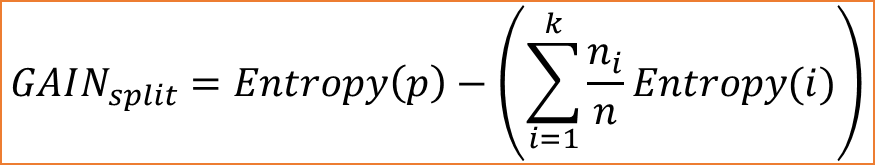 GAIN_split = Entropy(p) − (∑_{i=1}^{k} n_i/n Entropy(i))